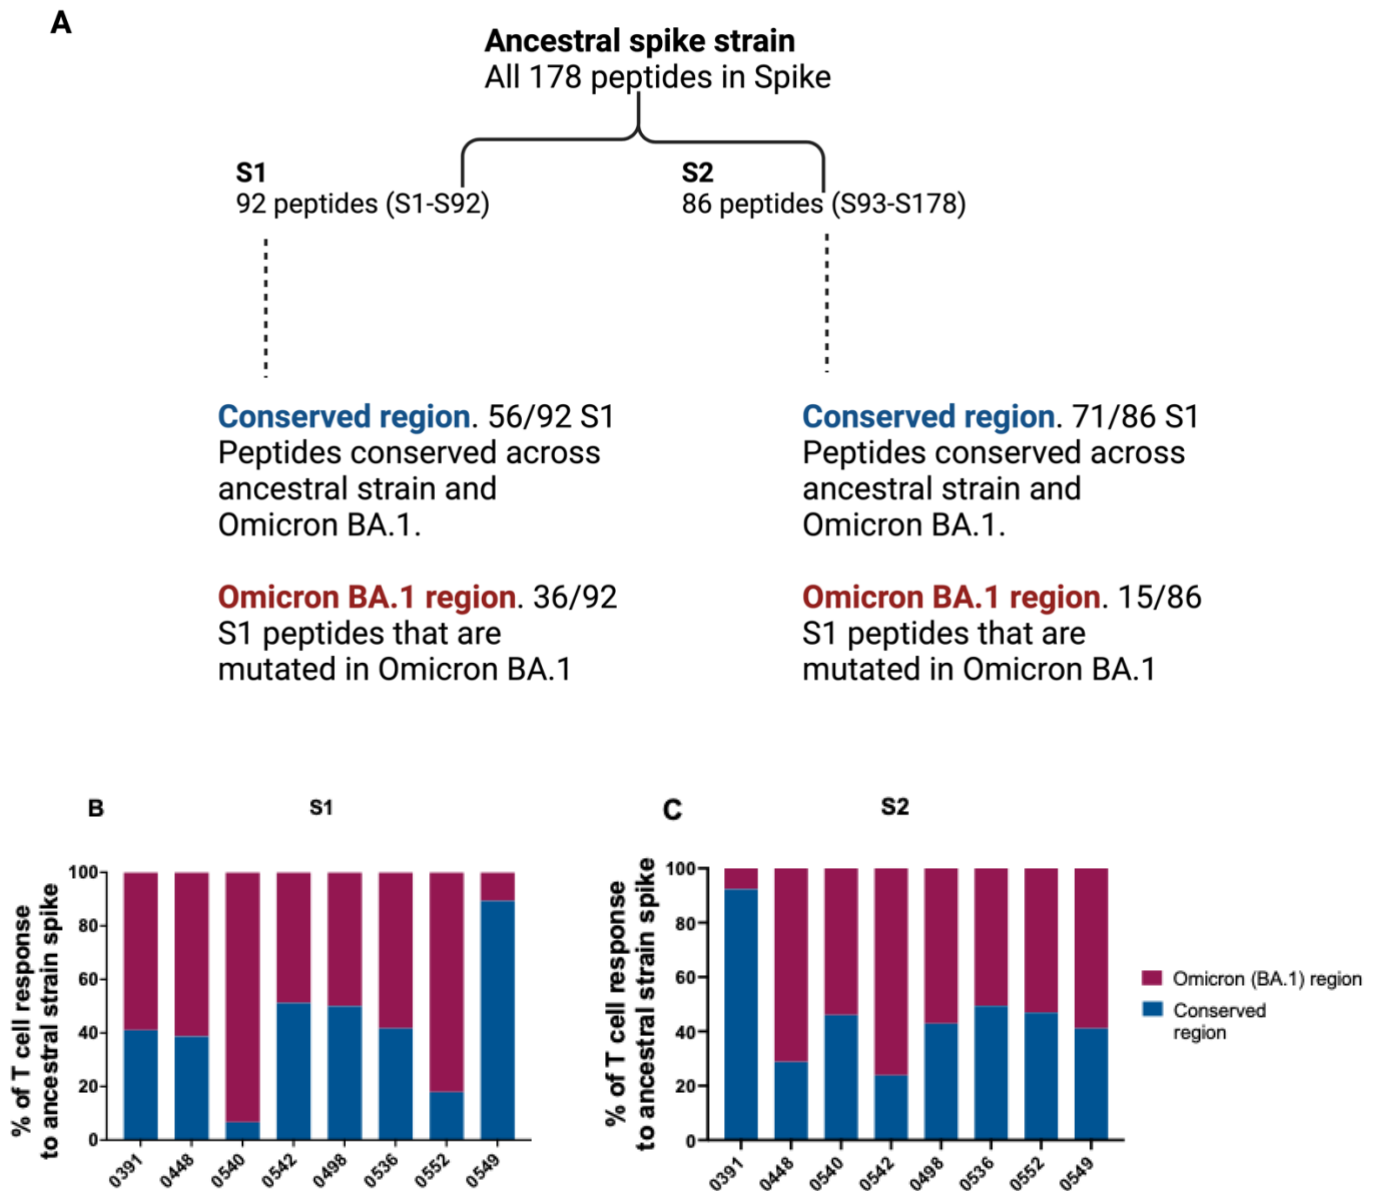 A
Ancestral spike strain
All 178 peptides in Spike
S1
92 peptides (S1-S92)
S2
86 peptides (S93-S178)
Conserved region. 56/92 S1
Peptides conserved across
ancestral strain and
Omicron BA.1.
Omicron BA.1 region. 36/92
S1 peptides that are
mutated in Omicron BA.1
Conserved region. 71/86 S1
Peptides conserved across
ancestral strain and
Omicron BA.1.
Omicron BA.1 region. 15/86
S1 peptides that are
mutated in Omicron BA.1
B
S1
% of T cell response
to ancestral strain spike
100
80
60
40
20
0
0391
0448
0540
0542
0498
0536
0552
0549
C
S2
% of T cell response
to ancestral strain spike
100
80
60
40
20
0
0391
0448
0540
0542
0498
0536
0552
0549
Omicron (BA.1) region
Conserved
region